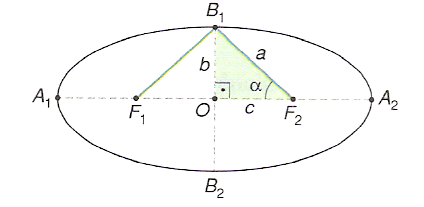 B₁
b a
α
A₁ F₁ O c F₂ A₂
B₂